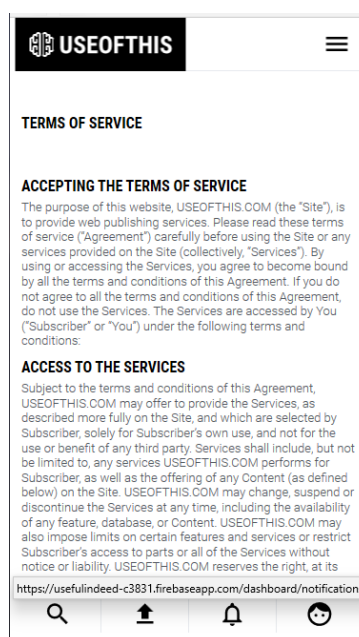 USEOFTHIS
TERMS OF SERVICE
ACCEPTING THE TERMS OF SERVICE
The purpose of this website, USEOFTHIS.COM (the “Site”), is
to provide web publishing services. Please read these terms
of service (“Agreement”) carefully before using the Site or any
services provided on the Site (collectively, “Services”). By
using or accessing the Services, you agree to become bound
by all the terms and conditions of this Agreement. If you do
not agree to all the terms and conditions of this Agreement,
do not use the Services. The Services are accessed by You
(“Subscriber” or “You”) under the following terms and
conditions:
ACCESS TO THE SERVICES
Subject to the terms and conditions of this Agreement,
USEOFTHIS.COM may offer to provide the Services, as
described more fully on the Site, and which are selected by
Subscriber, solely for Subscriber’s own use, and not for the
use or benefit of any third party. Services shall include, but not
be limited to, any services USEOFTHIS.COM performs for
Subscriber, as well as the offering of any Content (as defined
below) on the Site. USEOFTHIS.COM may change, suspend or
discontinue the Services at any time, including the availability
of any feature, database, or Content. USEOFTHIS.COM may
also impose limits on certain features and services or restrict
Subscriber’s access to parts or all of the Services without
notice or liability. USEOFTHIS.COM reserves the right, at its
https://usefulindeed-c3831.firebaseapp.com/dashboard/notification